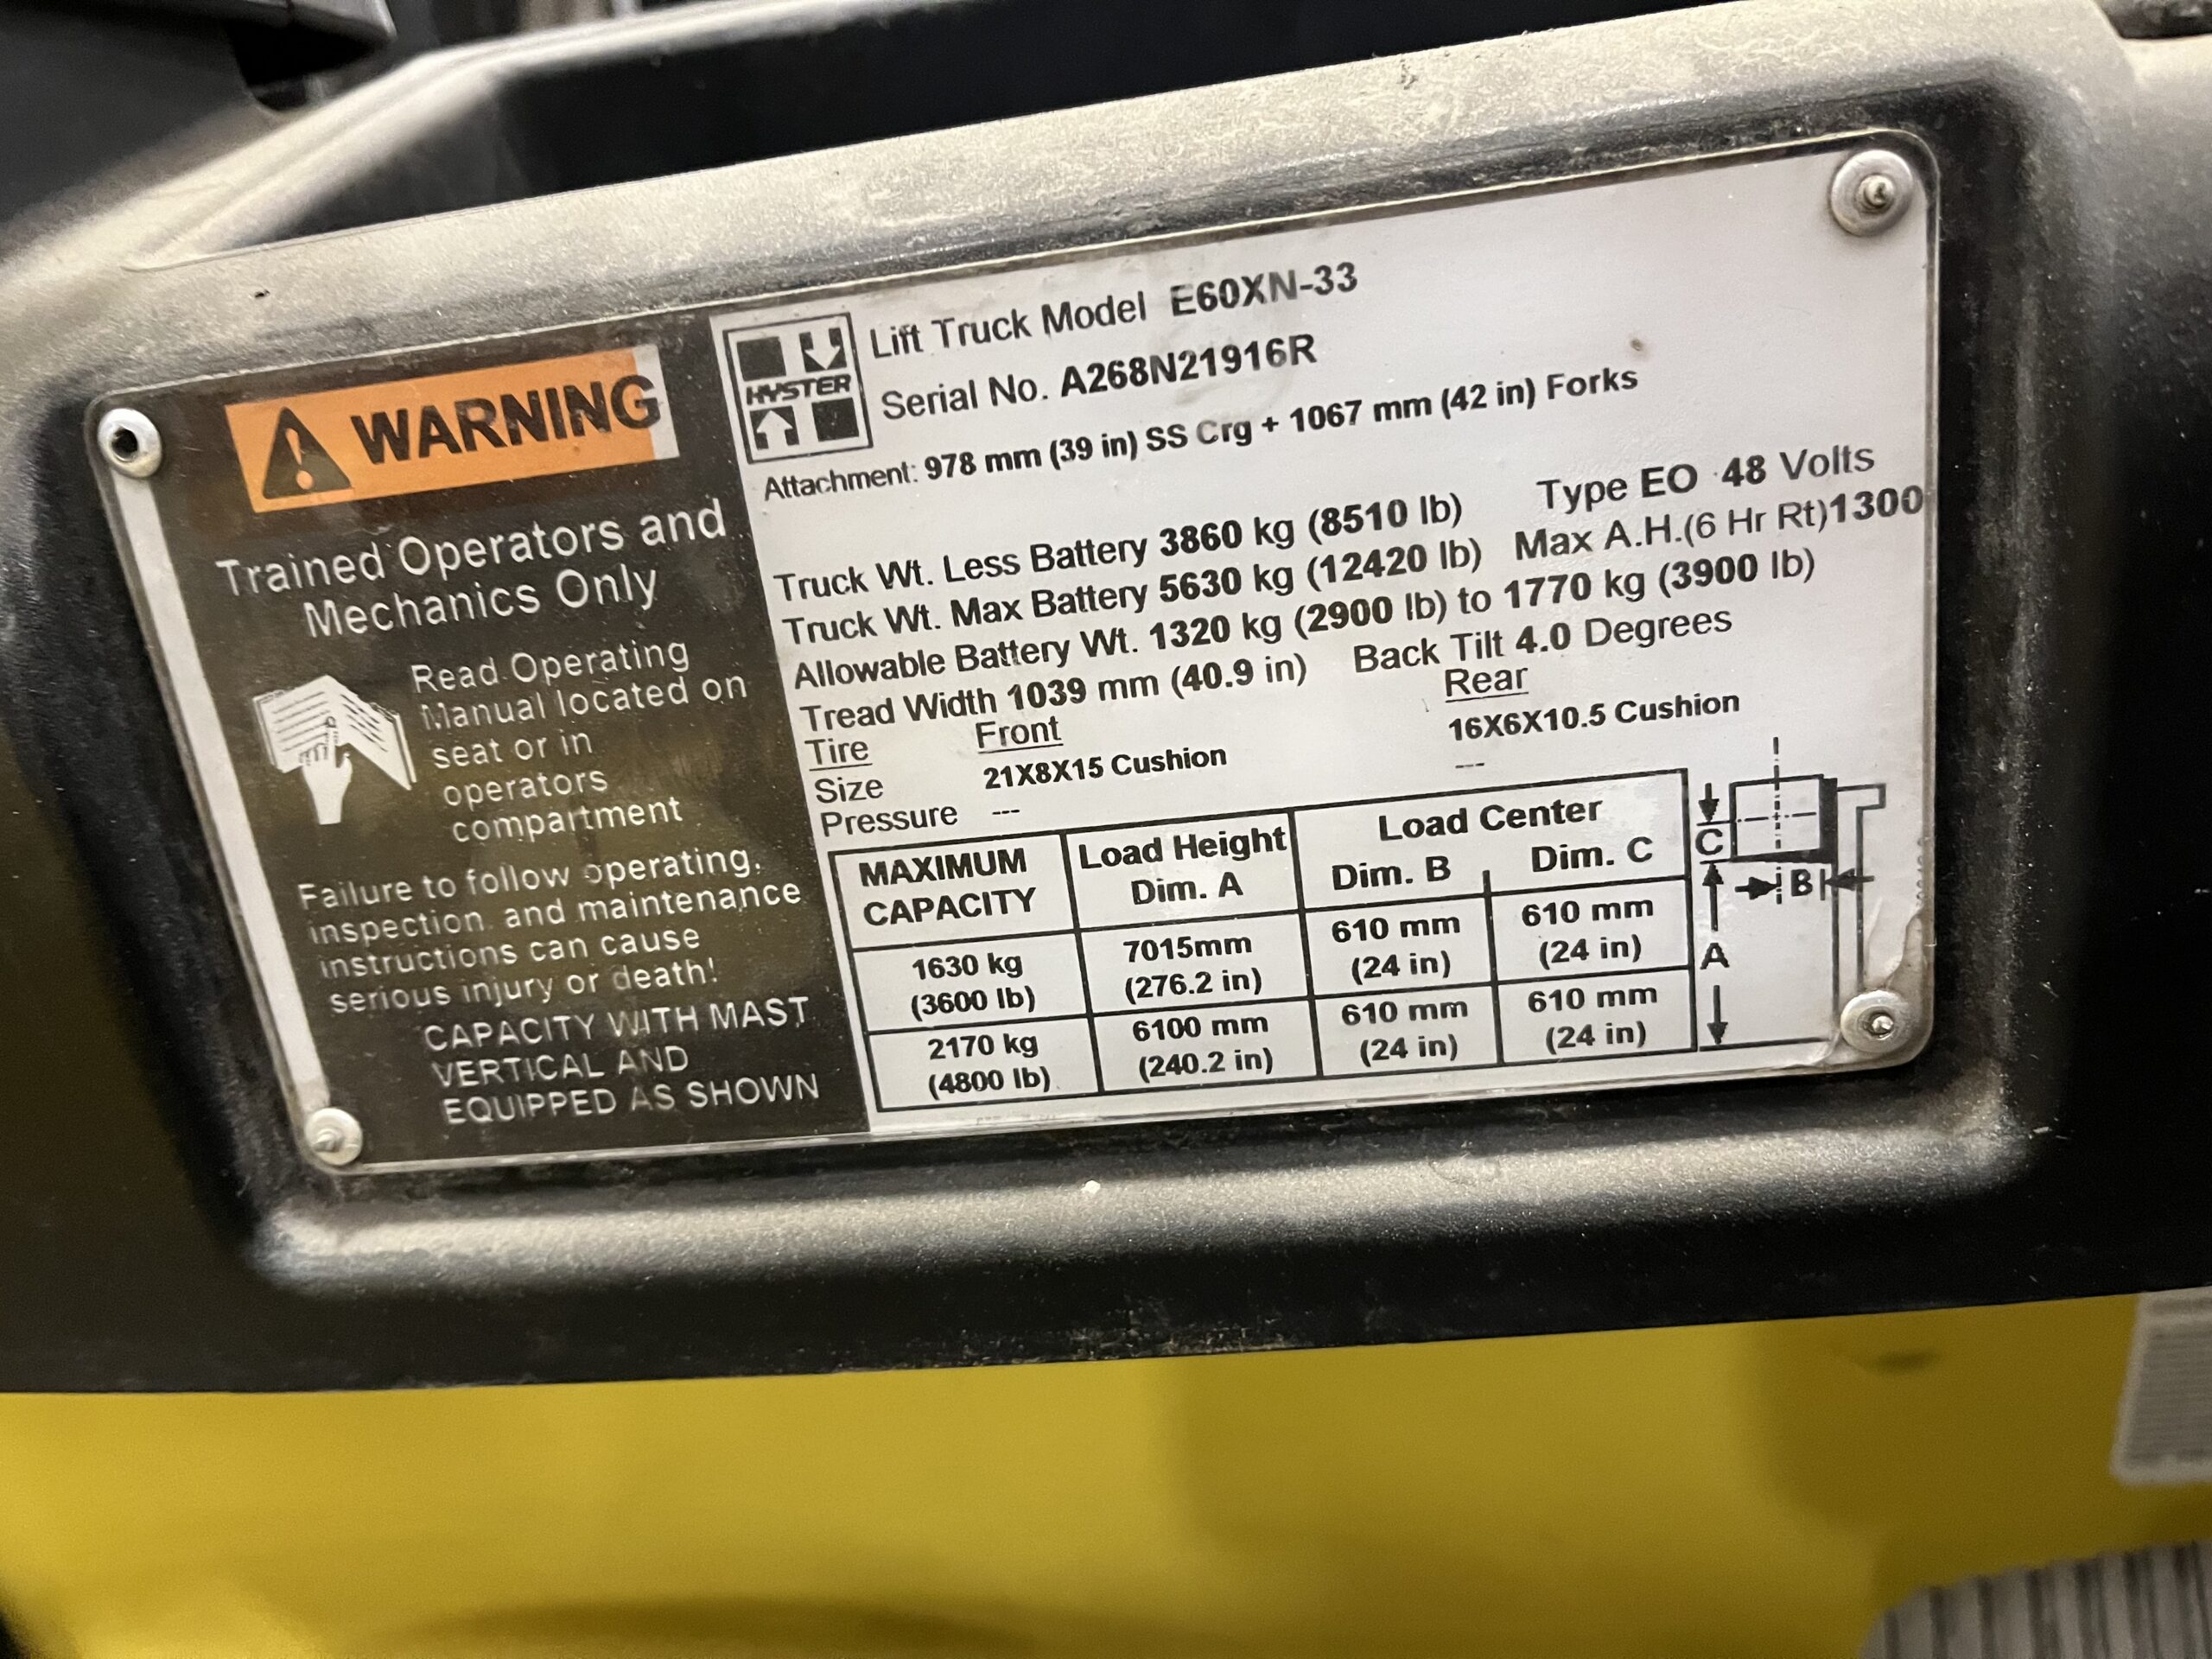 WARNING
Trained Operators and
Mechanics Only
Read Operating
Manual located on
seat or in
operators
compartment
Failure to follow operating,
inspection, and maintenance
instructions can cause
serious injury or death!
CAPACITY WITH MAST
VERTICAL AND
EQUIPPED AS SHOWN
HYSTER
Lift Truck Model E60XN-33
Serial No. A268N21916R
Attachment: 978 mm (39 in) SS Crg + 1067 mm (42 in) Forks
Type EO 48 Volts
Truck Wt. Less Battery 3860 kg (8510 lb)
Truck Wt. Max Battery 5630 kg (12420 lb) Max A.H.(6 Hr Rt)1300
Allowable Battery Wt. 1320 kg (2900 lb) to 1770 kg (3900 lb)
Tread Width 1039 mm (40.9 in) Back Tilt 4.0 Degrees
Tire Front Rear
Size 21X8X15 Cushion 16X6X10.5 Cushion
Pressure --- ---
MAXIMUM CAPACITY Load Height Dim. A Load Center Dim. B Dim. C
1630 kg 7015mm 610 mm 610 mm
(3600 lb) (276.2 in) (24 in) (24 in)
2170 kg 6100 mm 610 mm 610 mm
(4800 lb) (240.2 in) (24 in) (24 in)
C
B
A